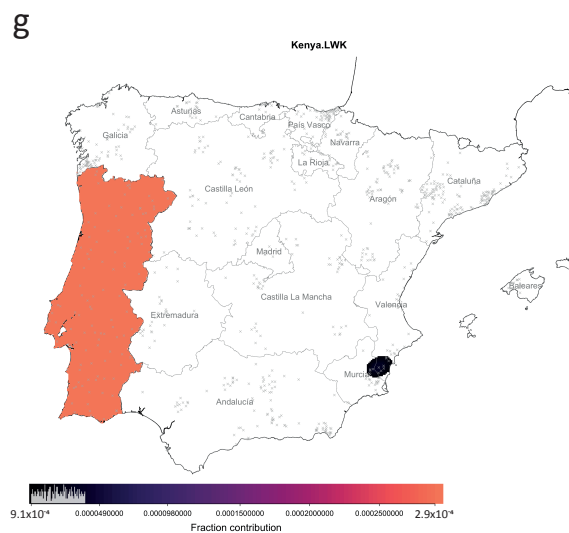 g
Kenya.LWK
Asturias
Cantabria
País Vasco
Galicia
Navarra
La Rioja
Cataluña
Castilla León
Aragón
Madrid
Baleares
Castilla La Mancha
Valencia
Extremadura
Murcia
Andalucía
9.1x10⁻⁶ 0.0000490000 0.0000980000 0.0001500000 0.0002000000 0.0002500000 2.9x10⁻⁴
Fraction contribution